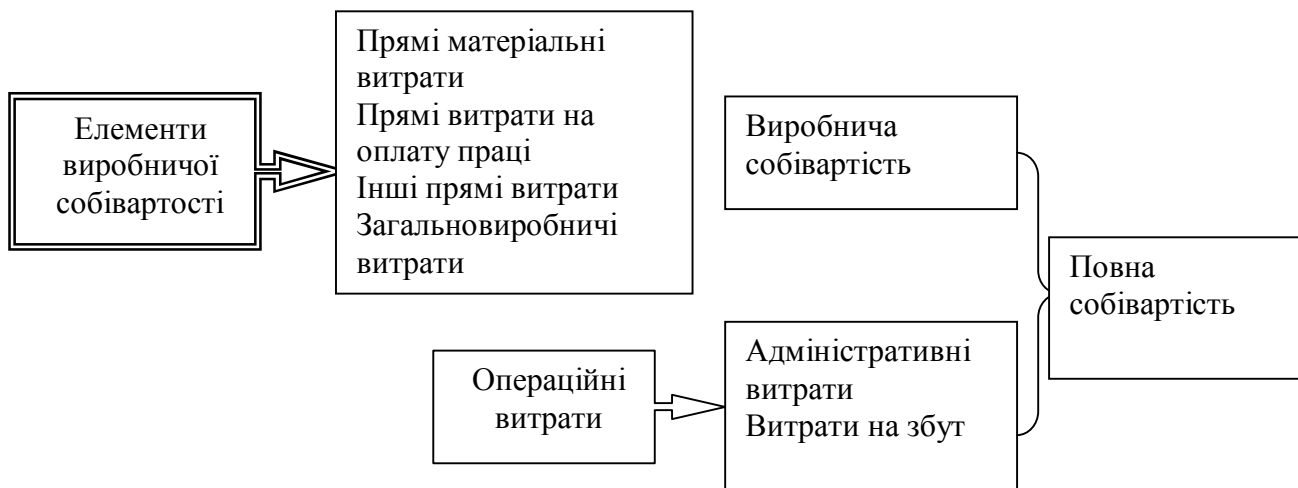 Елементи
виробничої
собівартості
Прямі матеріальні
витрати
Прямі витрати на
оплату праці
Інші прямі витрати
Загальновиробничі
витрати
Виробнича
собівартість
Повна
собівартість
Операційні
витрати
Адміністративні
витрати
Витрати на збут